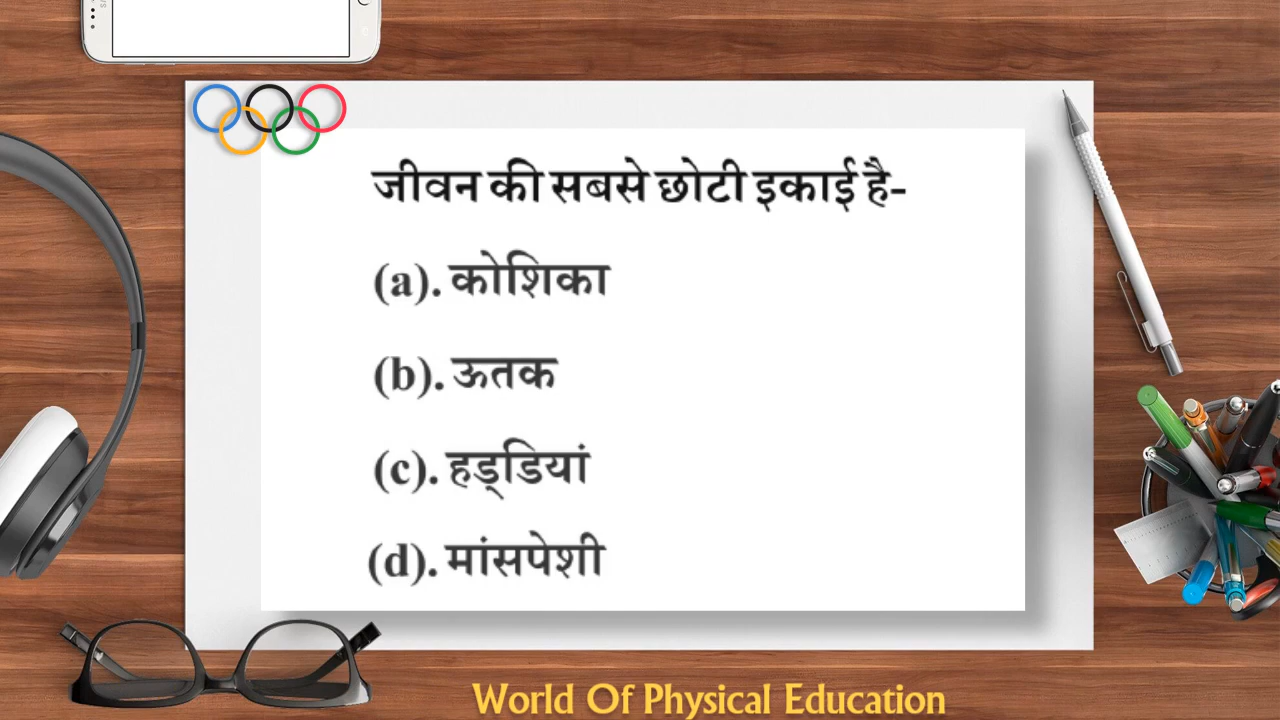 जीवन की सबसे छोटी इकाई है-
(a). कोशिका
(b). ऊतक
(c). हड्डियां
(d). मांसपेशी
World Of Physical Education